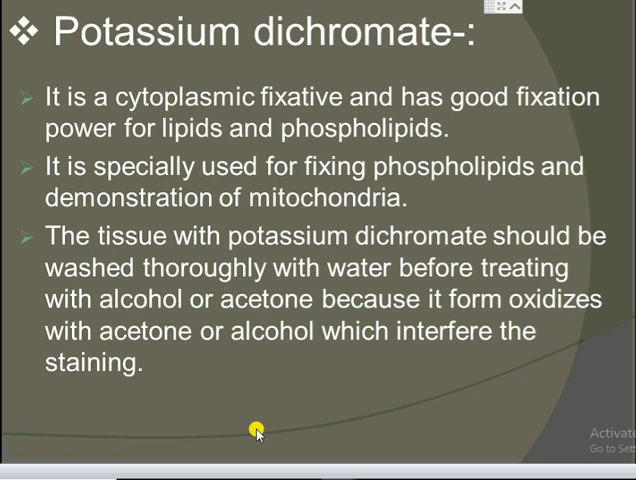 ❖ Potassium dichromate-:
➢ It is a cytoplasmic fixative and has good fixation
power for lipids and phospholipids.
➢ It is specially used for fixing phospholipids and
demonstration of mitochondria.
➢ The tissue with potassium dichromate should be
washed thoroughly with water before treating
with alcohol or acetone because it form oxidizes
with acetone or alcohol which interfere the
staining.
Activate
Go to Set